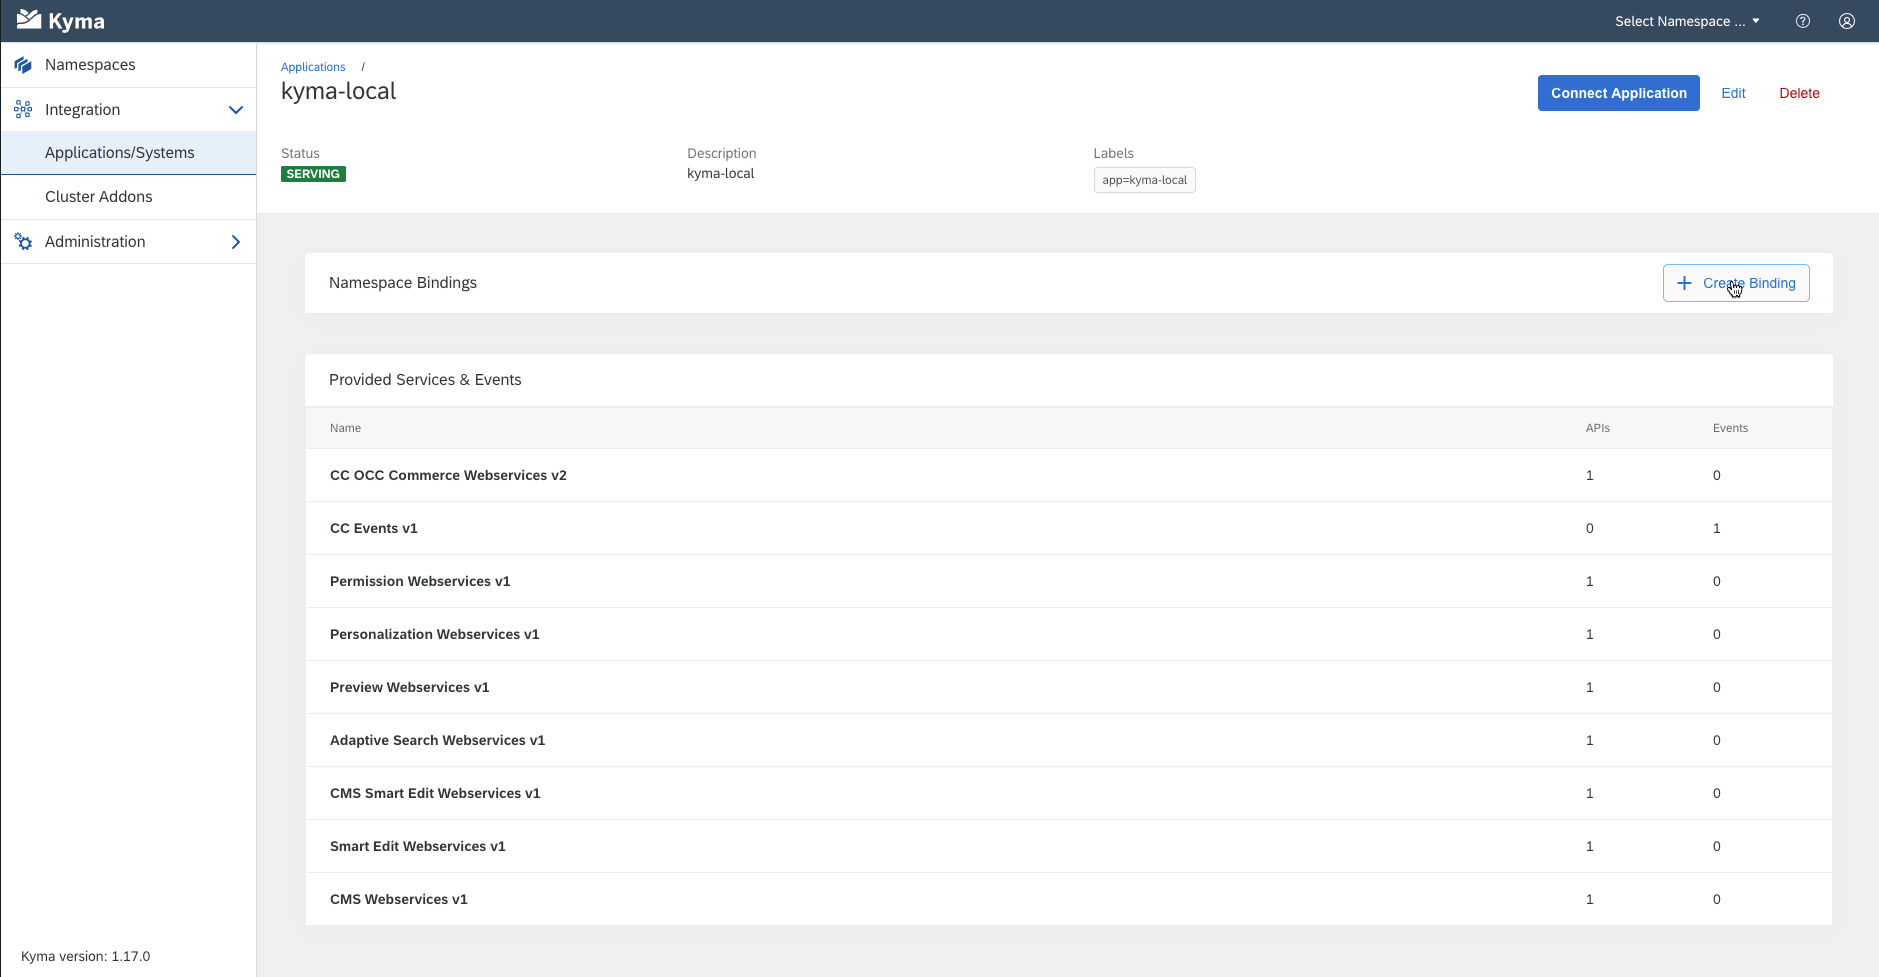 Kyma
Select Namespace ...
Namespaces
Integration
Applications/Systems
Cluster Addons
Administration
Kyma version: 1.17.0
Applications /
kyma-local
Connect Application Edit Delete
Status Description Labels
SERVING kyma-local app=kyma-local
Namespace Bindings
+ Create Binding
Provided Services & Events
Name APIs Events
CC OCC Commerce Webservices v2 1 0
CC Events v1 0 1
Permission Webservices v1 1 0
Personalization Webservices v1 1 0
Preview Webservices v1 1 0
Adaptive Search Webservices v1 1 0
CMS Smart Edit Webservices v1 1 0
Smart Edit Webservices v1 1 0
CMS Webservices v1 1 0